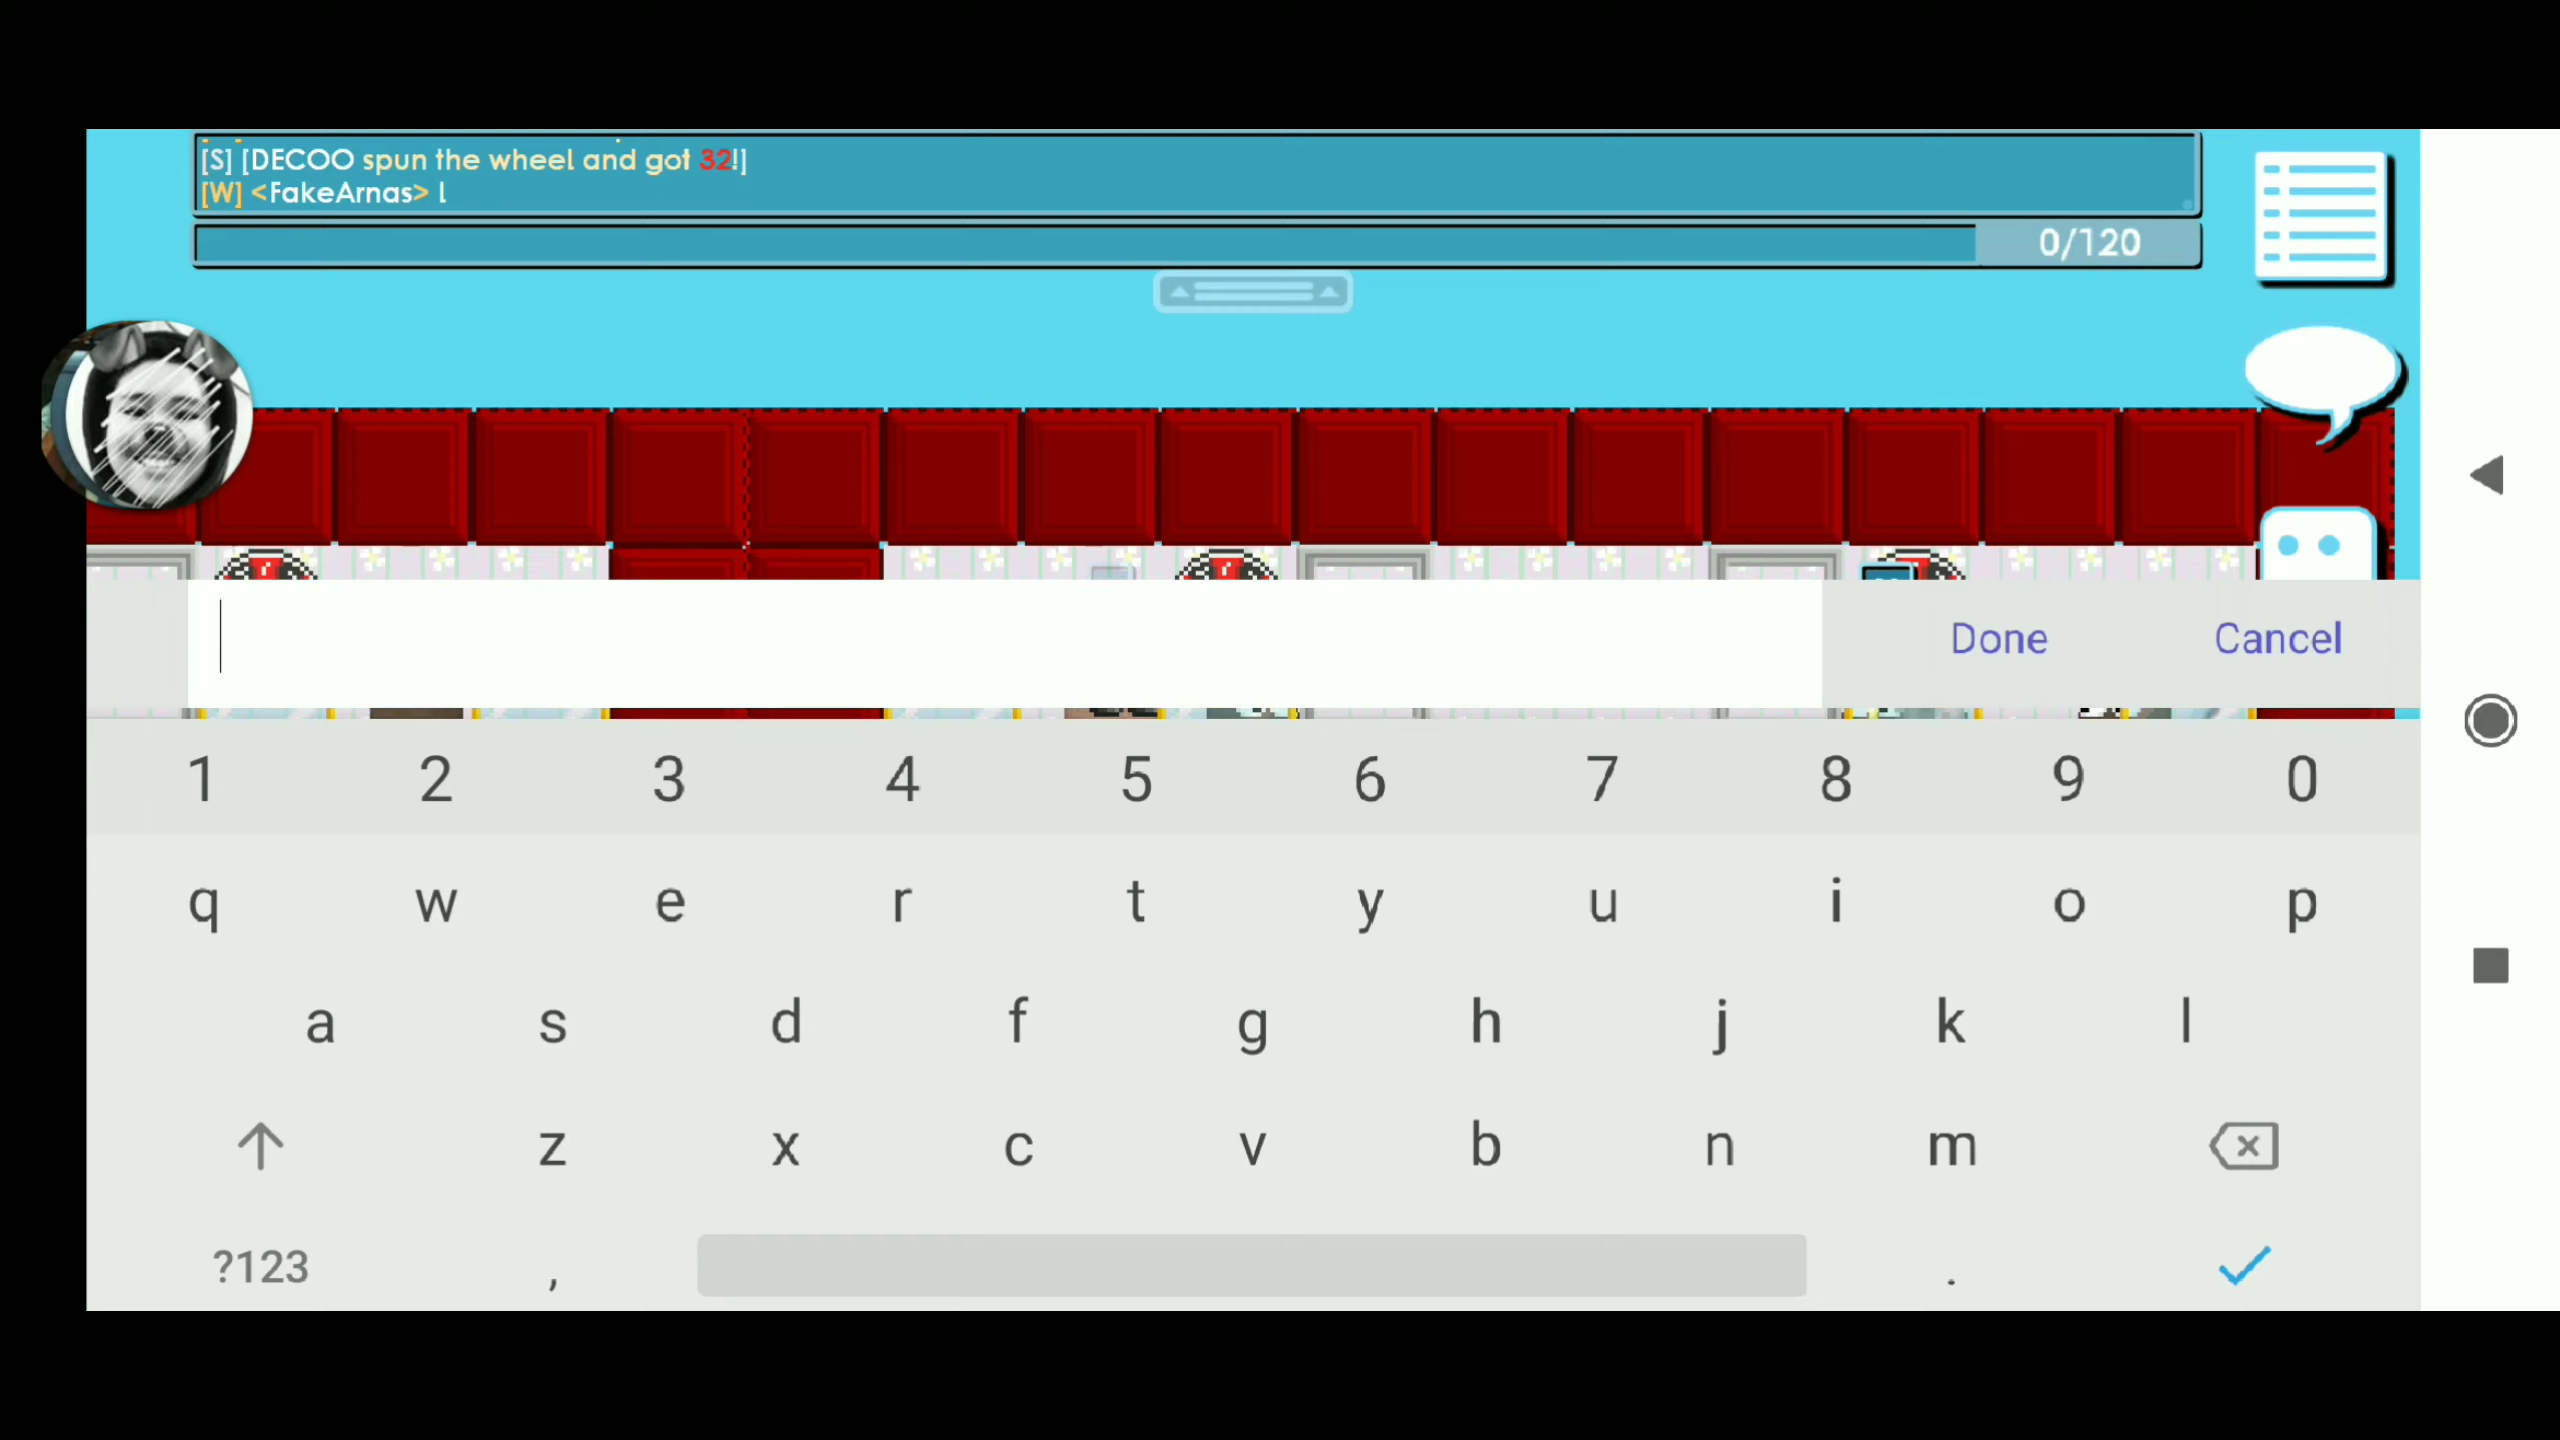 [S] [DECOO spun the wheel and got 32!]
[W] <FakeArnas> l
0/120
Done Cancel
1 2 3 4 5 6 7 8 9 0
q w e r t y u i o p
a s d f g h j k l
z x c v b n m
?123 , .